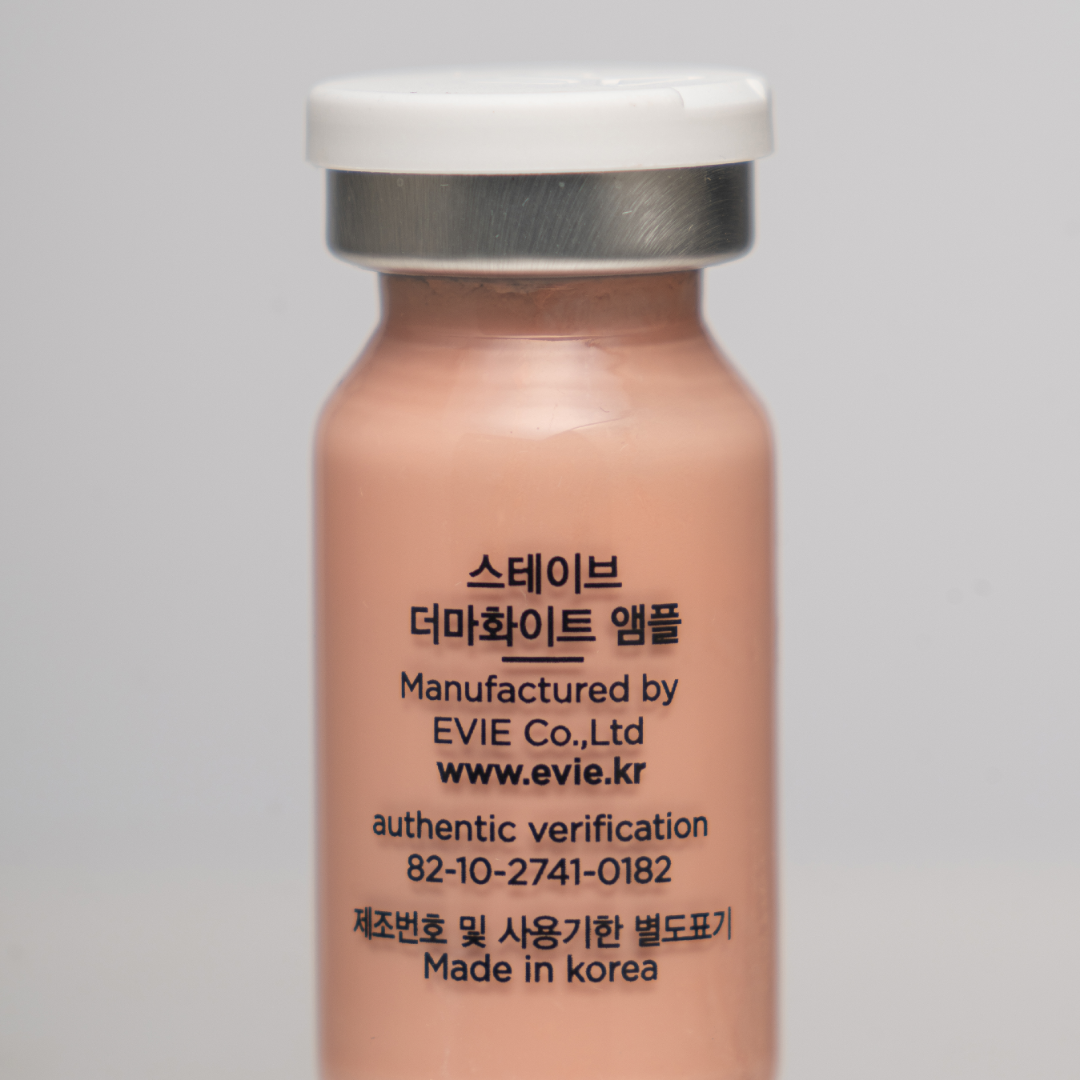 스테이브
더마화이트 앰플
Manufactured by
EVIE Co.,Ltd
www.evie.kr
authentic verification
82-10-2741-0182
제조번호 및 사용기한 별도표기
Made in korea